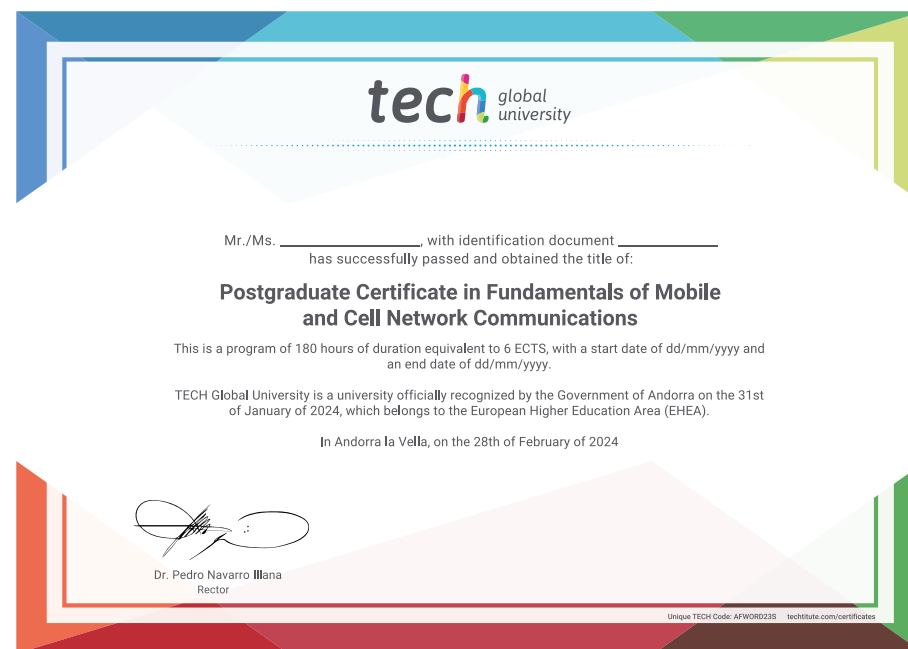 tech global university
Mr./Ms. ____________, with identification document ____________
has successfully passed and obtained the title of:
Postgraduate Certificate in Fundamentals of Mobile
and Cell Network Communications
This is a program of 180 hours of duration equivalent to 6 ECTS, with a start date of dd/mm/yyyy and
an end date of dd/mm/yyyy.
TECH Global University is a university officially recognized by the Government of Andorra on the 31st
of January of 2024, which belongs to the European Higher Education Area (EHEA).
In Andorra la Vella, on the 28th of February of 2024
Dr. Pedro Navarro Illana
Rector
Unique TECH Code: AFWORD23S techtitute.com/certificates